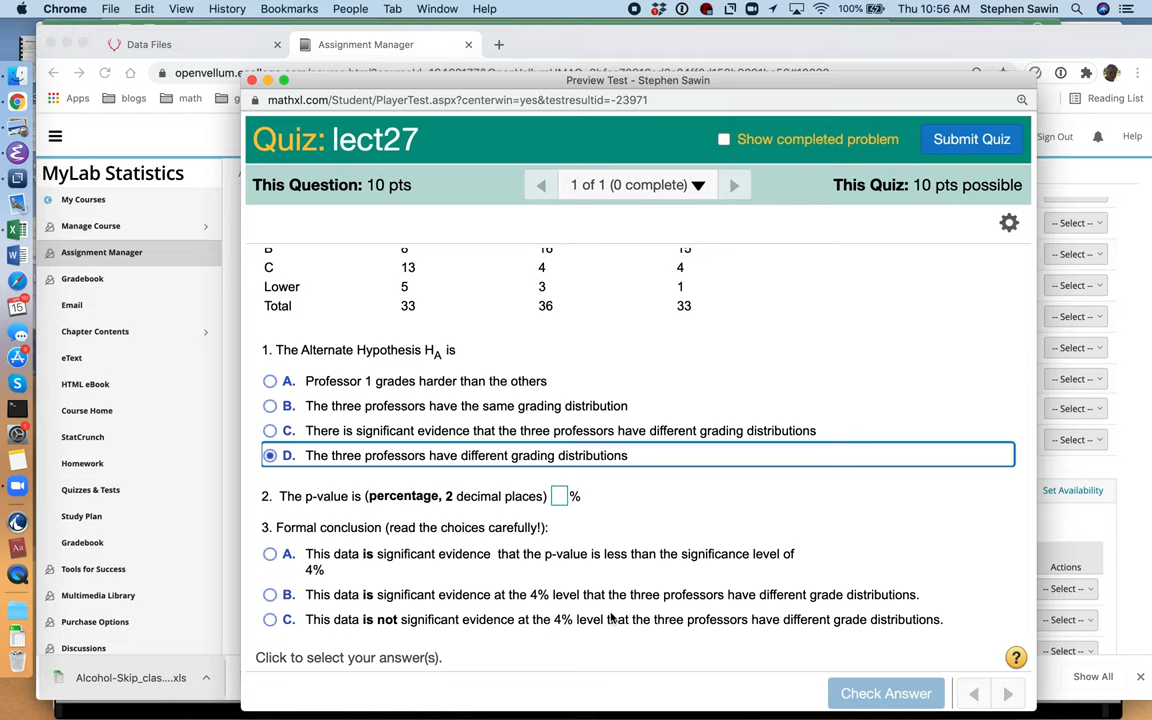 Chrome File Edit View History Bookmarks People Tab Window Help 100% Thu 10:56 AM Stephen Sawin
Data Files Assignment Manager
Preview Test - Stephen Sawin
Apps blogs math Reading List
mathxl.com/Student/PlayerTest.aspx?centerwin=yes&testresultid=-23971
Sign Out Help
MyLab Statistics
My Courses
Manage Course
Assignment Manager
Gradebook
Email
Chapter Contents
eText
HTML eBook
Course Home
StatCrunch
Homework
Quizzes & Tests
Study Plan
Gradebook
Tools for Success
Multimedia Library
Purchase Options
Discussions
Quiz: lect27
Show completed problem
Submit Quiz
This Question: 10 pts
1 of 1 (0 complete)
This Quiz: 10 pts possible
B 8 16 15
C 13 4 4
Lower 5 3 1
Total 33 36 33
1. The Alternate Hypothesis HA is
A. Professor 1 grades harder than the others
B. The three professors have the same grading distribution
C. There is significant evidence that the three professors have different grading distributions
D. The three professors have different grading distributions
2. The p-value is (percentage, 2 decimal places) %
3. Formal conclusion (read the choices carefully!):
A. This data is significant evidence that the p-value is less than the significance level of
4%
B. This data is significant evidence at the 4% level that the three professors have different grade distributions.
C. This data is not significant evidence at the 4% level that the three professors have different grade distributions.
Click to select your answer(s).
?
Check Answer
-- Select --
-- Select --
-- Select --
-- Select --
-- Select --
-- Select --
-- Select --
-- Select --
Set Availability
Actions
-- Select --
-- Select --
-- Select --
Alcohol-Skip_clas....xls
Show All